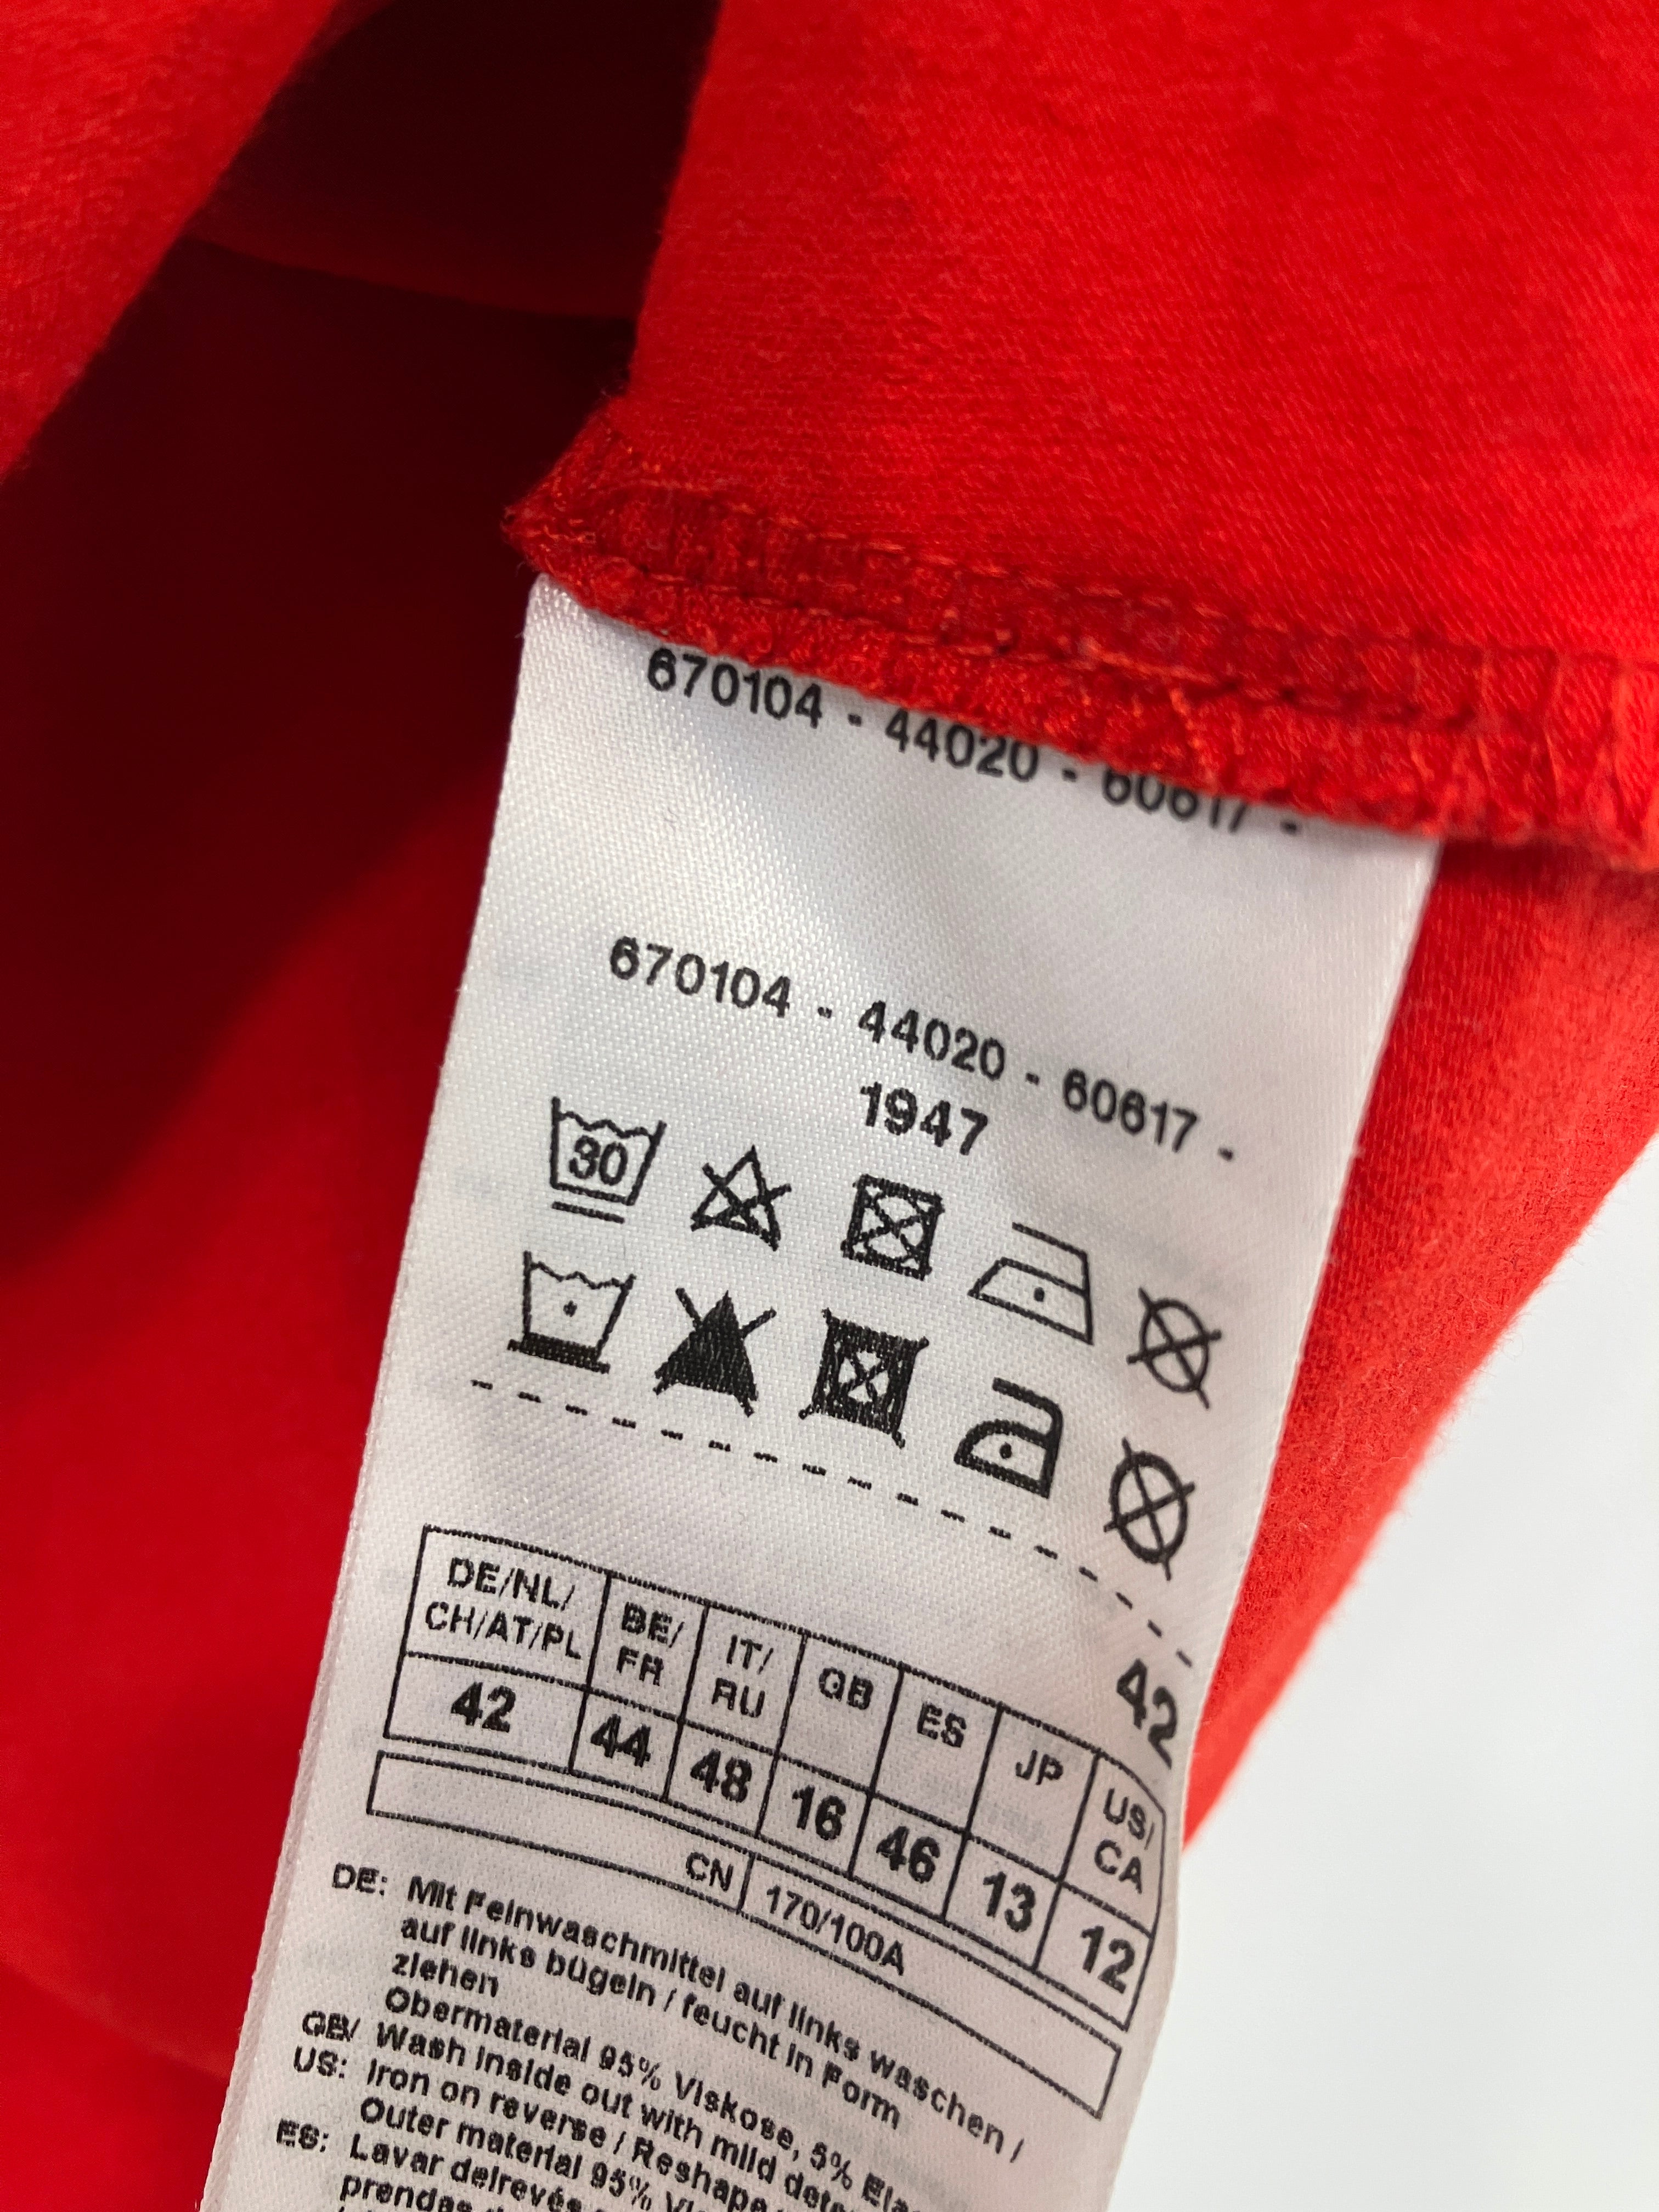 670104 - 44020 - 60617 -
670104 - 44020 - 60617 -
1947
30
42
DE/NL/ CH/AT/PL BE/ FR IT/ RU GB ES JP US/ CA
42 44 48 16 46 13 12
CN 170/100A
DE: Mit Feinwaschmittel auf links waschen /
auf links bügeln / feucht in Form
ziehen
Obermaterial 95% Viskose, 5%
GB/ US: Wash inside out with mild
Iron on reverse / Reshape
Outer material 95%
ES: Lavar delrevés
prendas